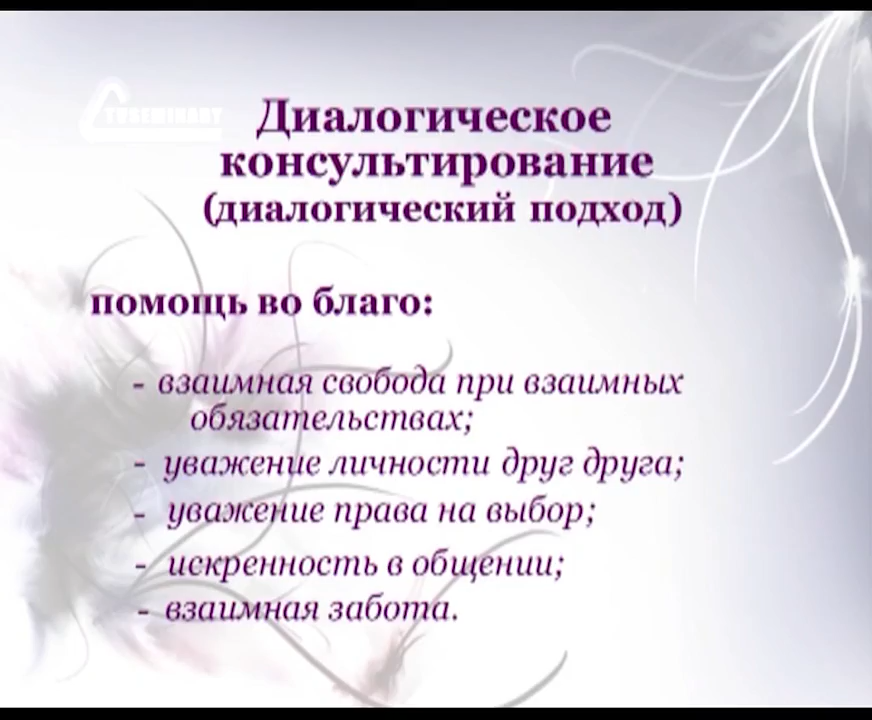 TUSEMINARY
Диалогическое
консультирование
(диалогический подход)
помощь во благо:
- взаимная свобода при взаимных
обязательствах;
- уважение личности друг друга;
- уважение права на выбор;
- искренность в общении;
- взаимная забота.